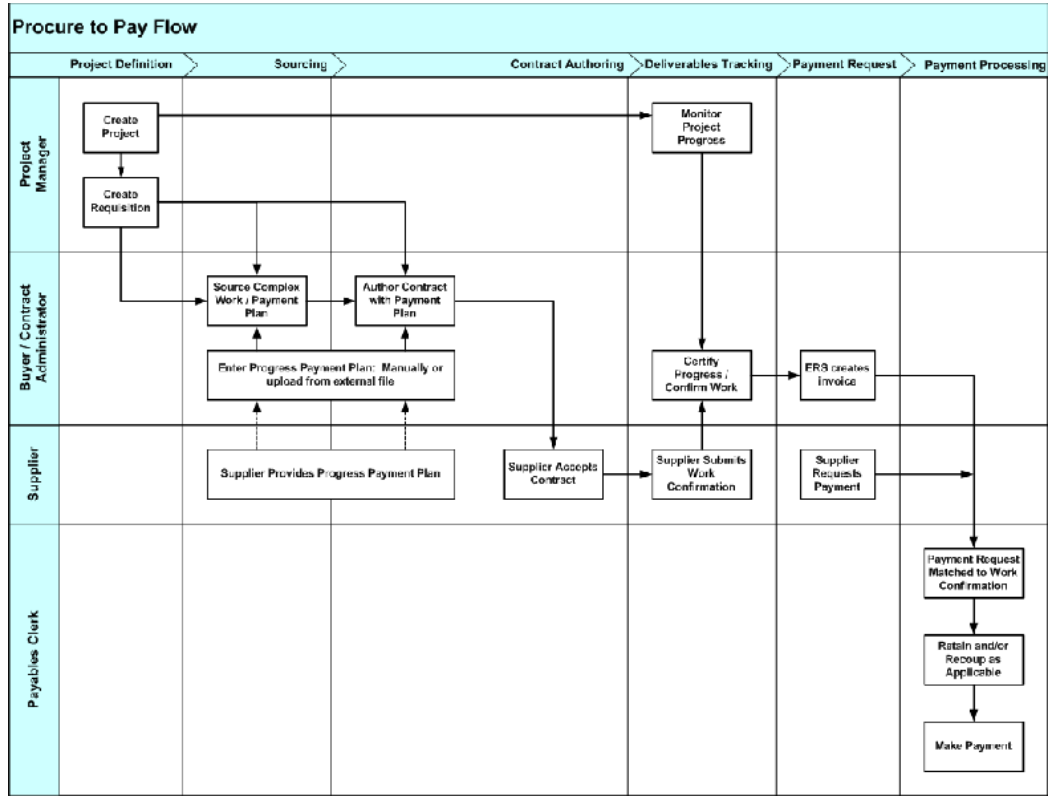 Procure to Pay Flow
Project Definition
Sourcing
Contract Authoring
Deliverables Tracking
Payment Request
Payment Processing
Project
Manager
Create
Project
Monitor
Project
Progress
Create
Requisition
Buyer / Contract
Administrator
Source Complex
Work / Payment
Plan
Author Contract
with Payment
Plan
Enter Progress Payment Plan: Manually or
upload from external file
Certify
Progress /
Confirm Work
ERS creates
invoice
Supplier
Supplier Provides Progress Payment Plan
Supplier Accepts
Contract
Supplier Submits
Work
Confirmation
Supplier
Requests
Payment
Payables Clerk
Payment Request
Matched to Work
Confirmation
Retain and/or
Recoup as
Applicable
Make Payment